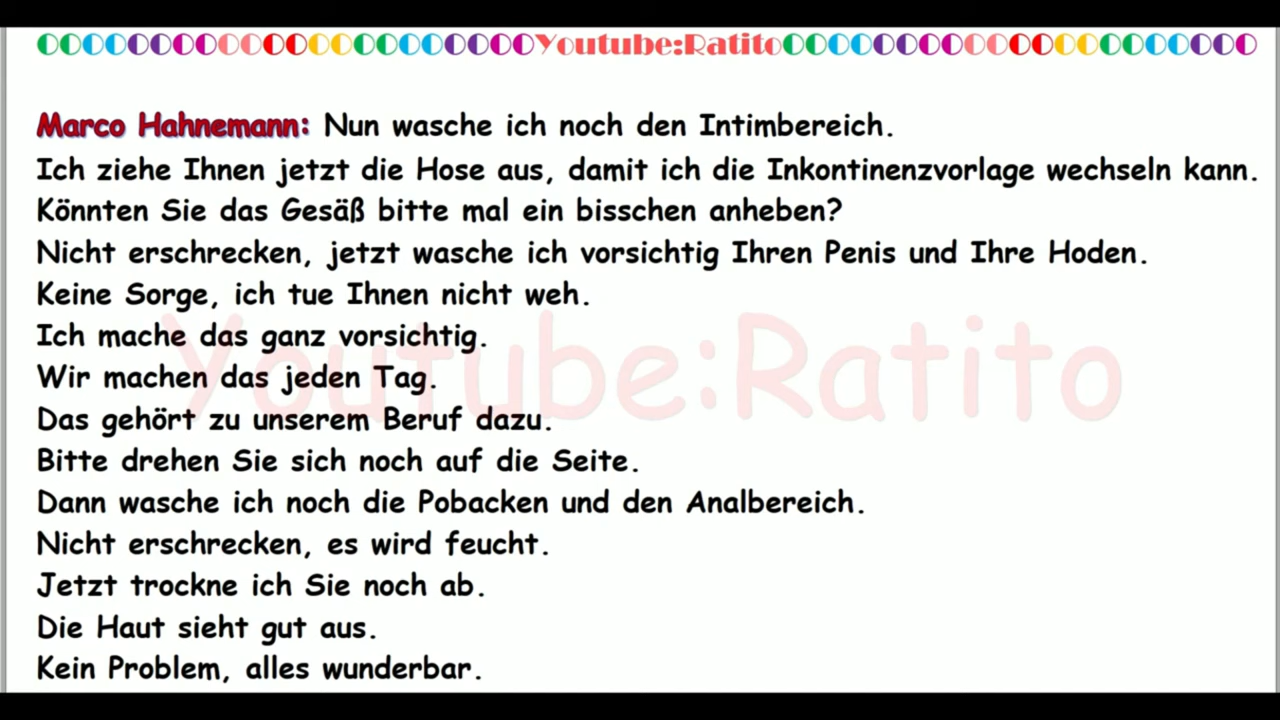 Youtube:Ratito
Marco Hahnemann: Nun wasche ich noch den Intimbereich.
Ich ziehe Ihnen jetzt die Hose aus, damit ich die Inkontinenzvorlage wechseln kann.
Könnten Sie das Gesäß bitte mal ein bisschen anheben?
Nicht erschrecken, jetzt wasche ich vorsichtig Ihren Penis und Ihre Hoden.
Keine Sorge, ich tue Ihnen nicht weh.
Ich mache das ganz vorsichtig.
Youtube:Ratito
Wir machen das jeden Tag.
Das gehört zu unserem Beruf dazu.
Bitte drehen Sie sich noch auf die Seite.
Dann wasche ich noch die Pobacken und den Analbereich.
Nicht erschrecken, es wird feucht.
Jetzt trockne ich Sie noch ab.
Die Haut sieht gut aus.
Kein Problem, alles wunderbar.